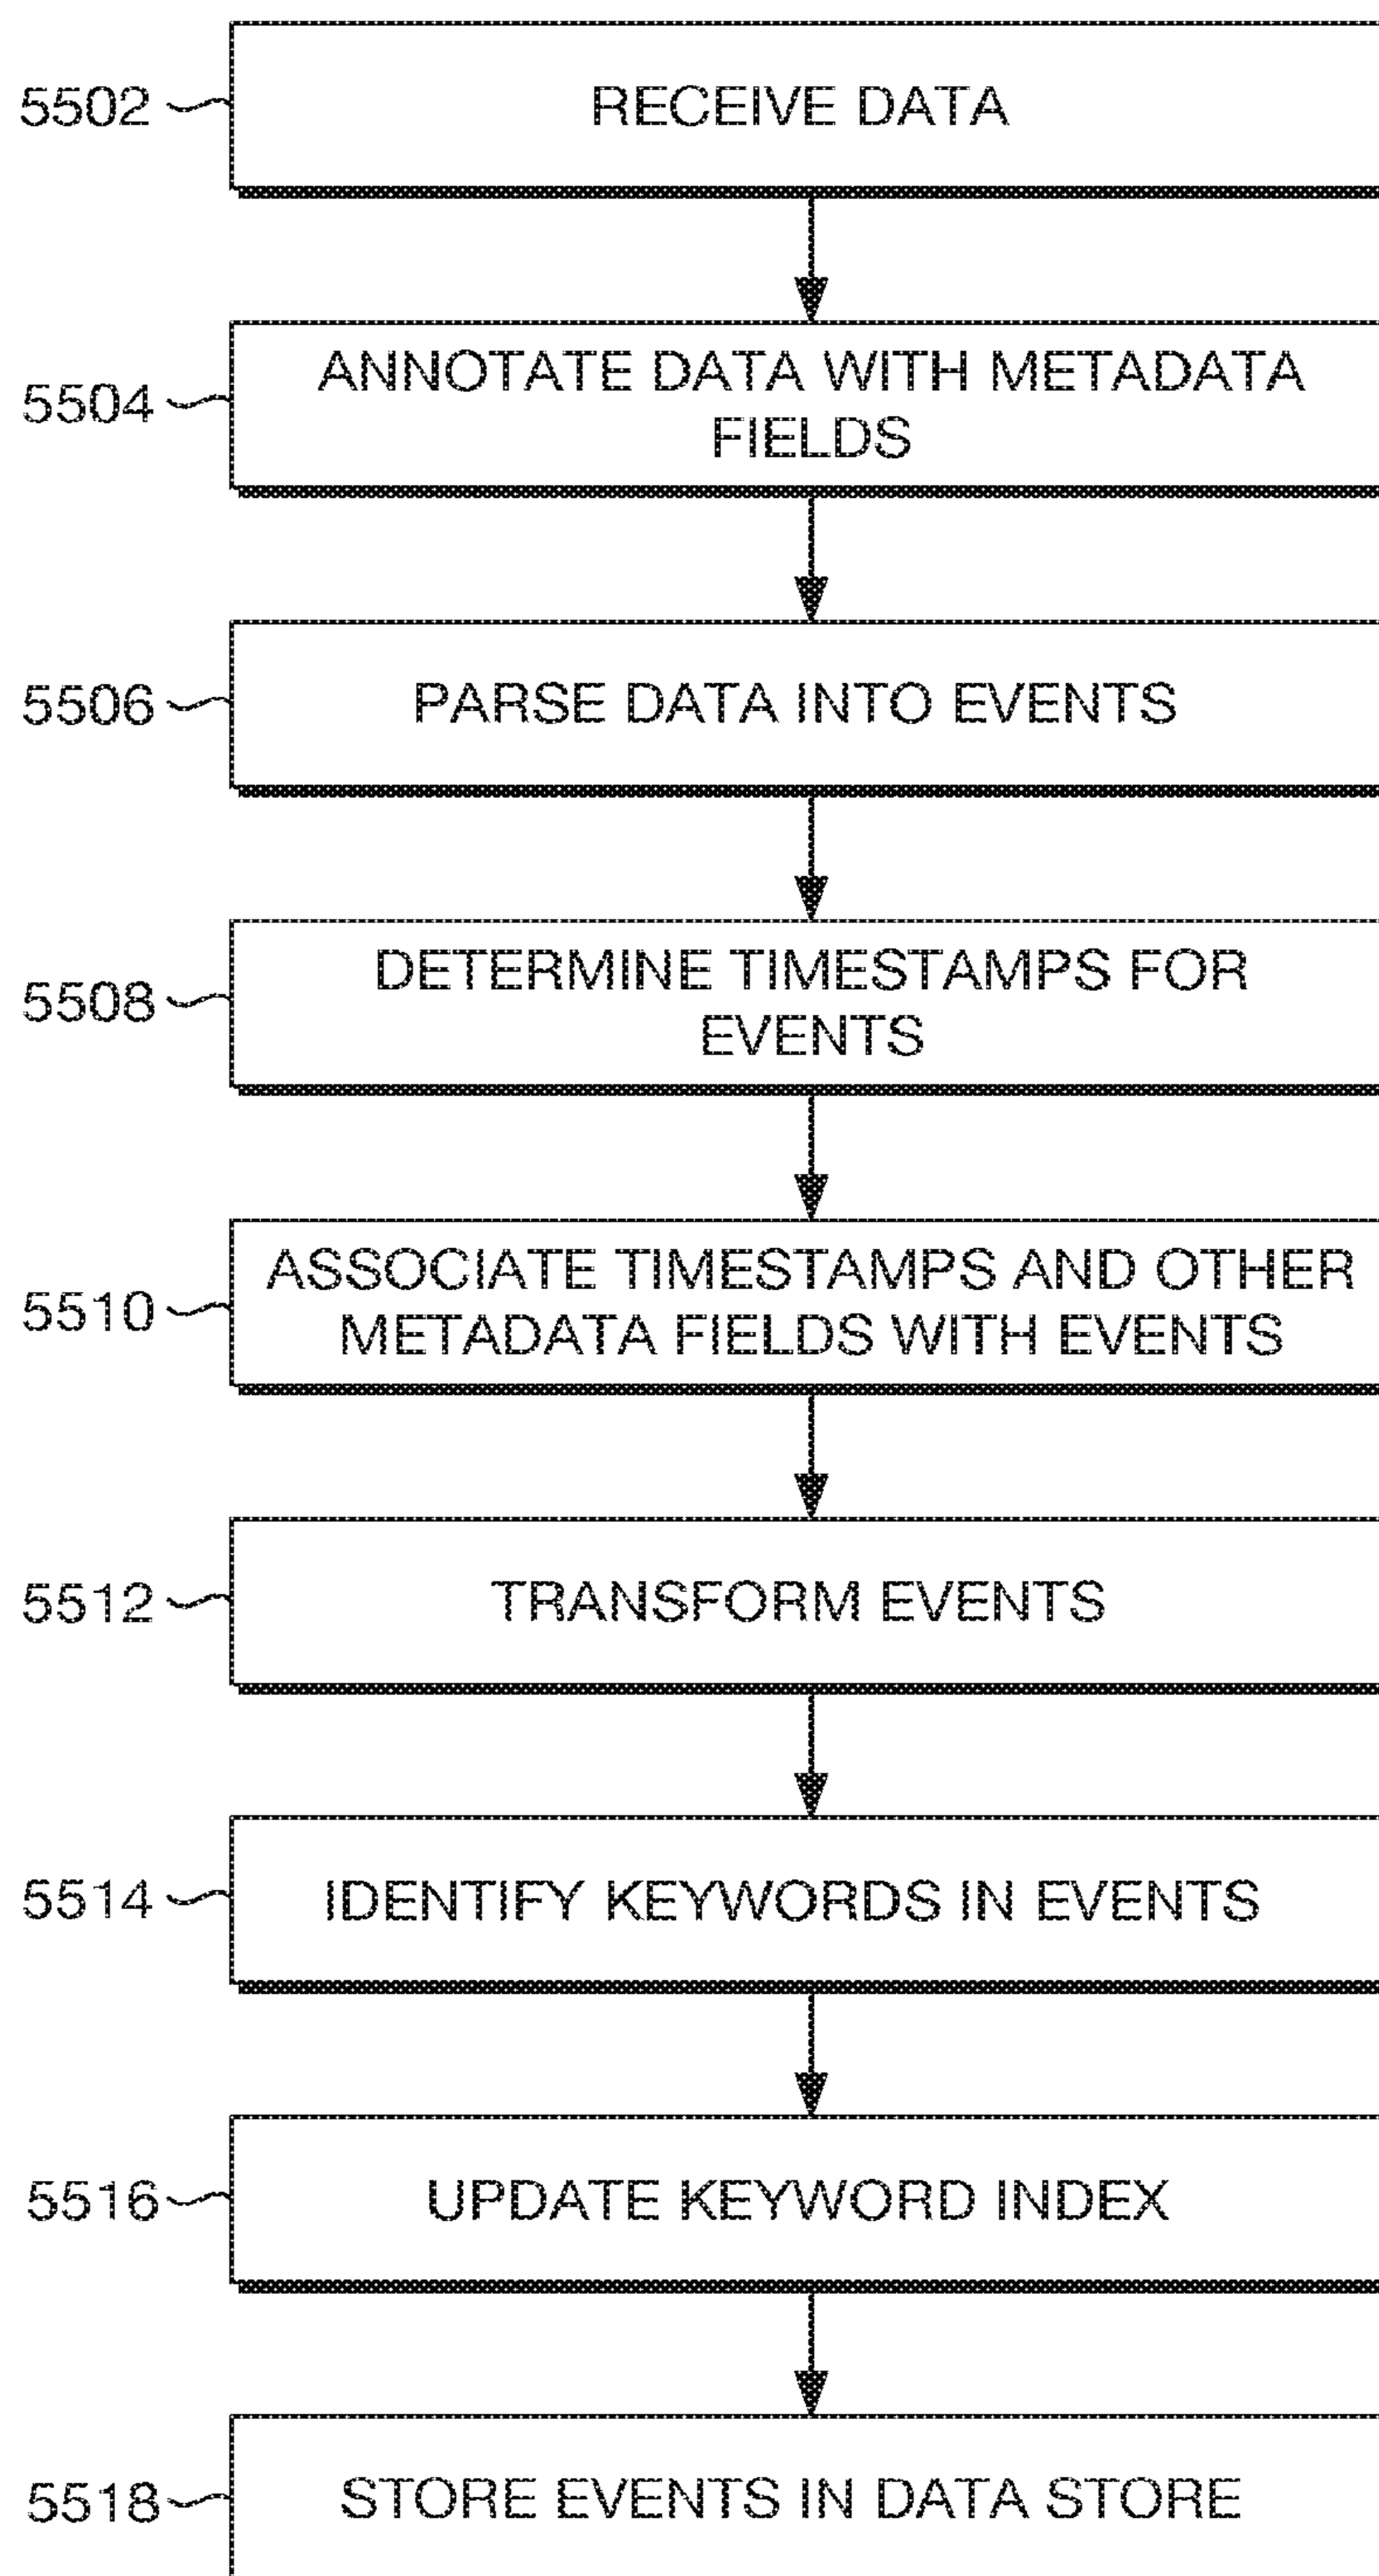 5502
RECEIVE DATA
5504
ANNOTATE DATA WITH METADATA
FIELDS
5506
PARSE DATA INTO EVENTS
5508
DETERMINE TIMESTAMPS FOR
EVENTS
5510
ASSOCIATE TIMESTAMPS AND OTHER
METADATA FIELDS WITH EVENTS
5512
TRANSFORM EVENTS
5514
IDENTIFY KEYWORDS IN EVENTS
5516
UPDATE KEYWORD INDEX
5518
STORE EVENTS IN DATA STORE